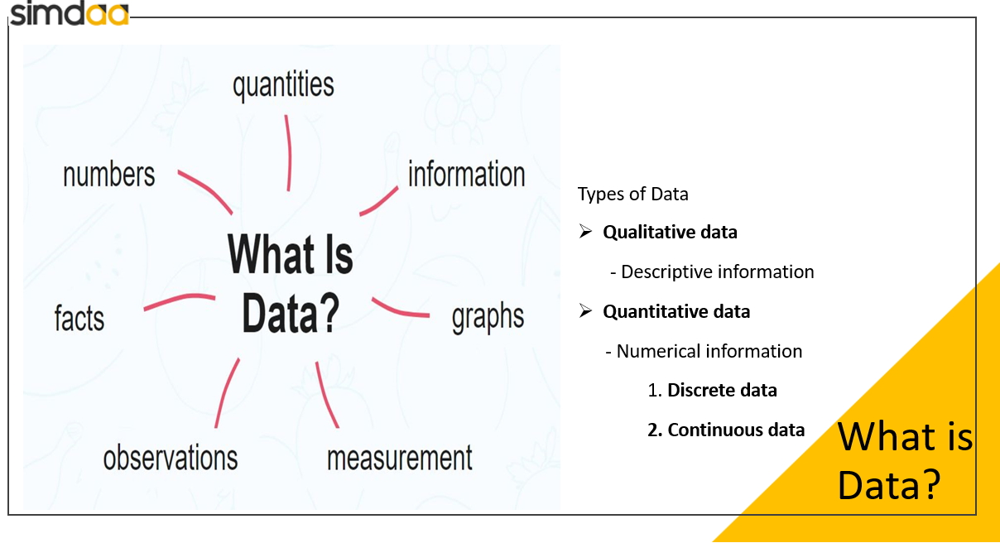 simdaa
quantities
numbers
information
What Is
Data?
facts
graphs
observations
measurement
Types of Data
➢ Qualitative data
- Descriptive information
➢ Quantitative data
- Numerical information
1. Discrete data
2. Continuous data
What is
Data?